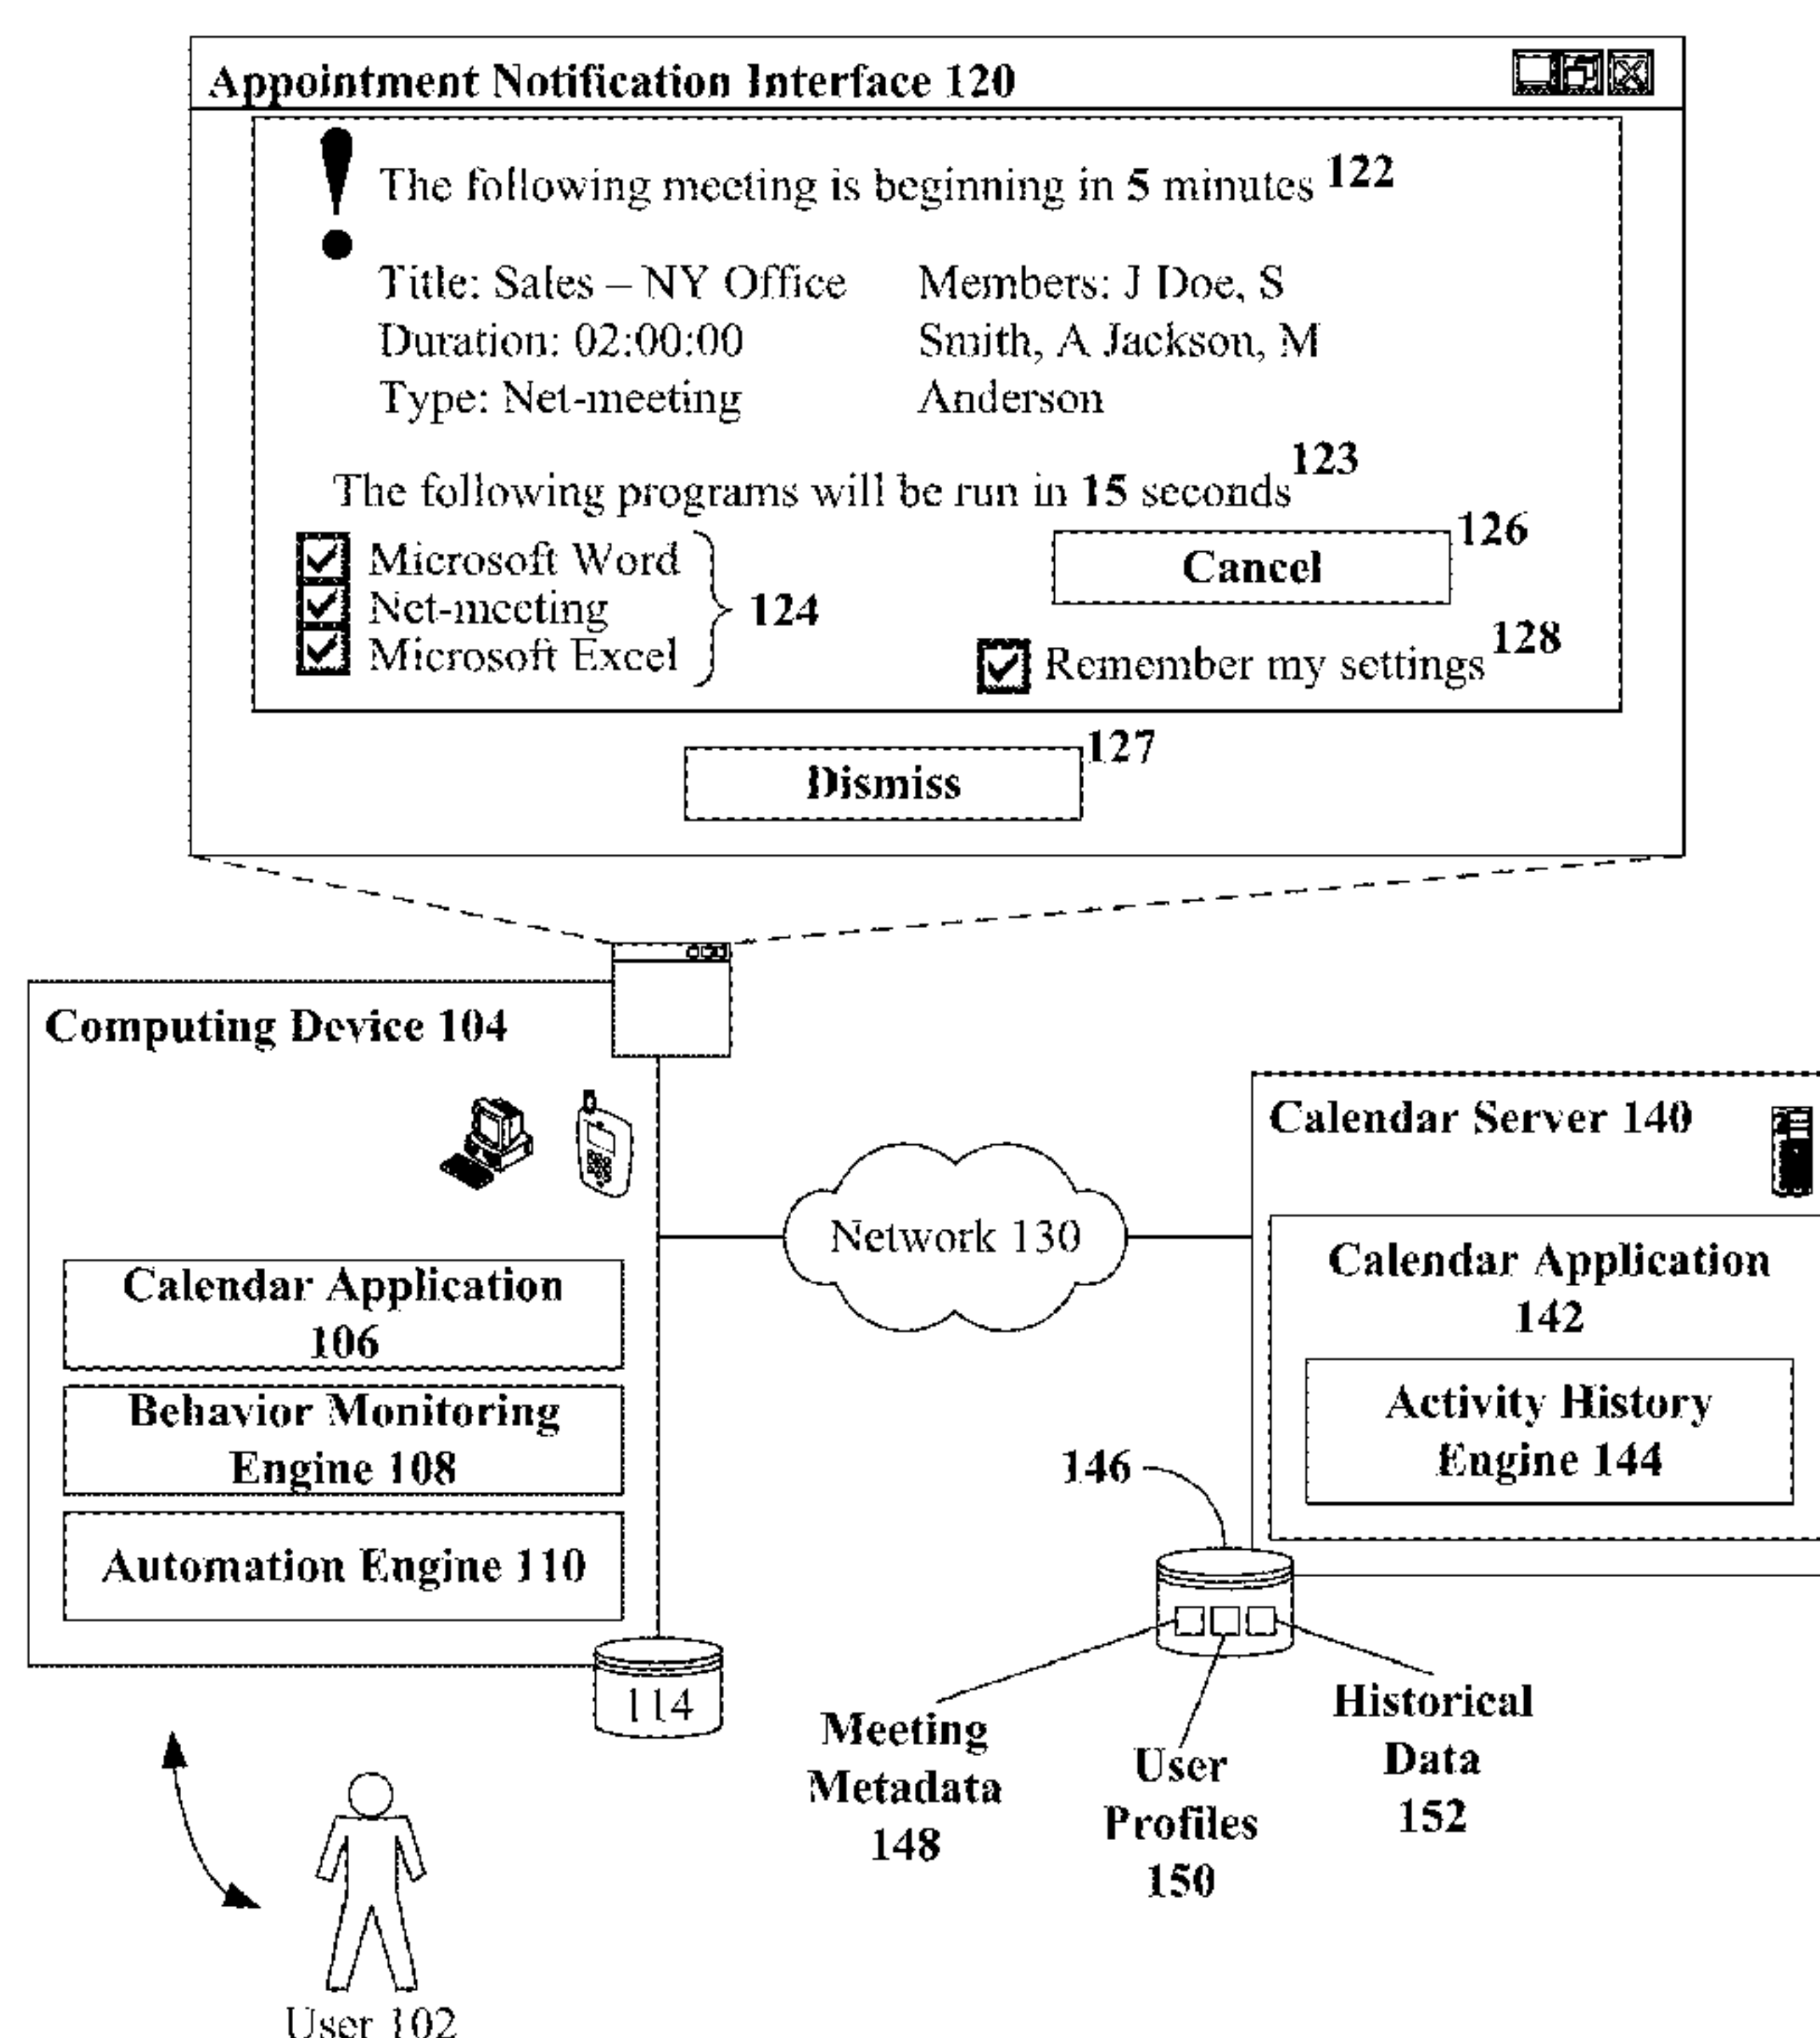 Appointment Notification Interface 120
The following meeting is beginning in 5 minutes 122
Title: Sales – NY Office
Duration: 02:00:00
Type: Net-meeting
Members: J Doe, S
Smith, A Jackson, M
Anderson
The following programs will be run in 15 seconds 123
Microsoft Word
Net-meeting
Microsoft Excel
124
Cancel 126
Remember my settings 128
Dismiss 127
Computing Device 104
Calendar Application
106
Behavior Monitoring
Engine 108
Automation Engine 110
114
Network 130
Calendar Server 140
Calendar Application
142
Activity History
Engine 144
146
Meeting
Metadata
148
User
Profiles
150
Historical
Data
152
User 102